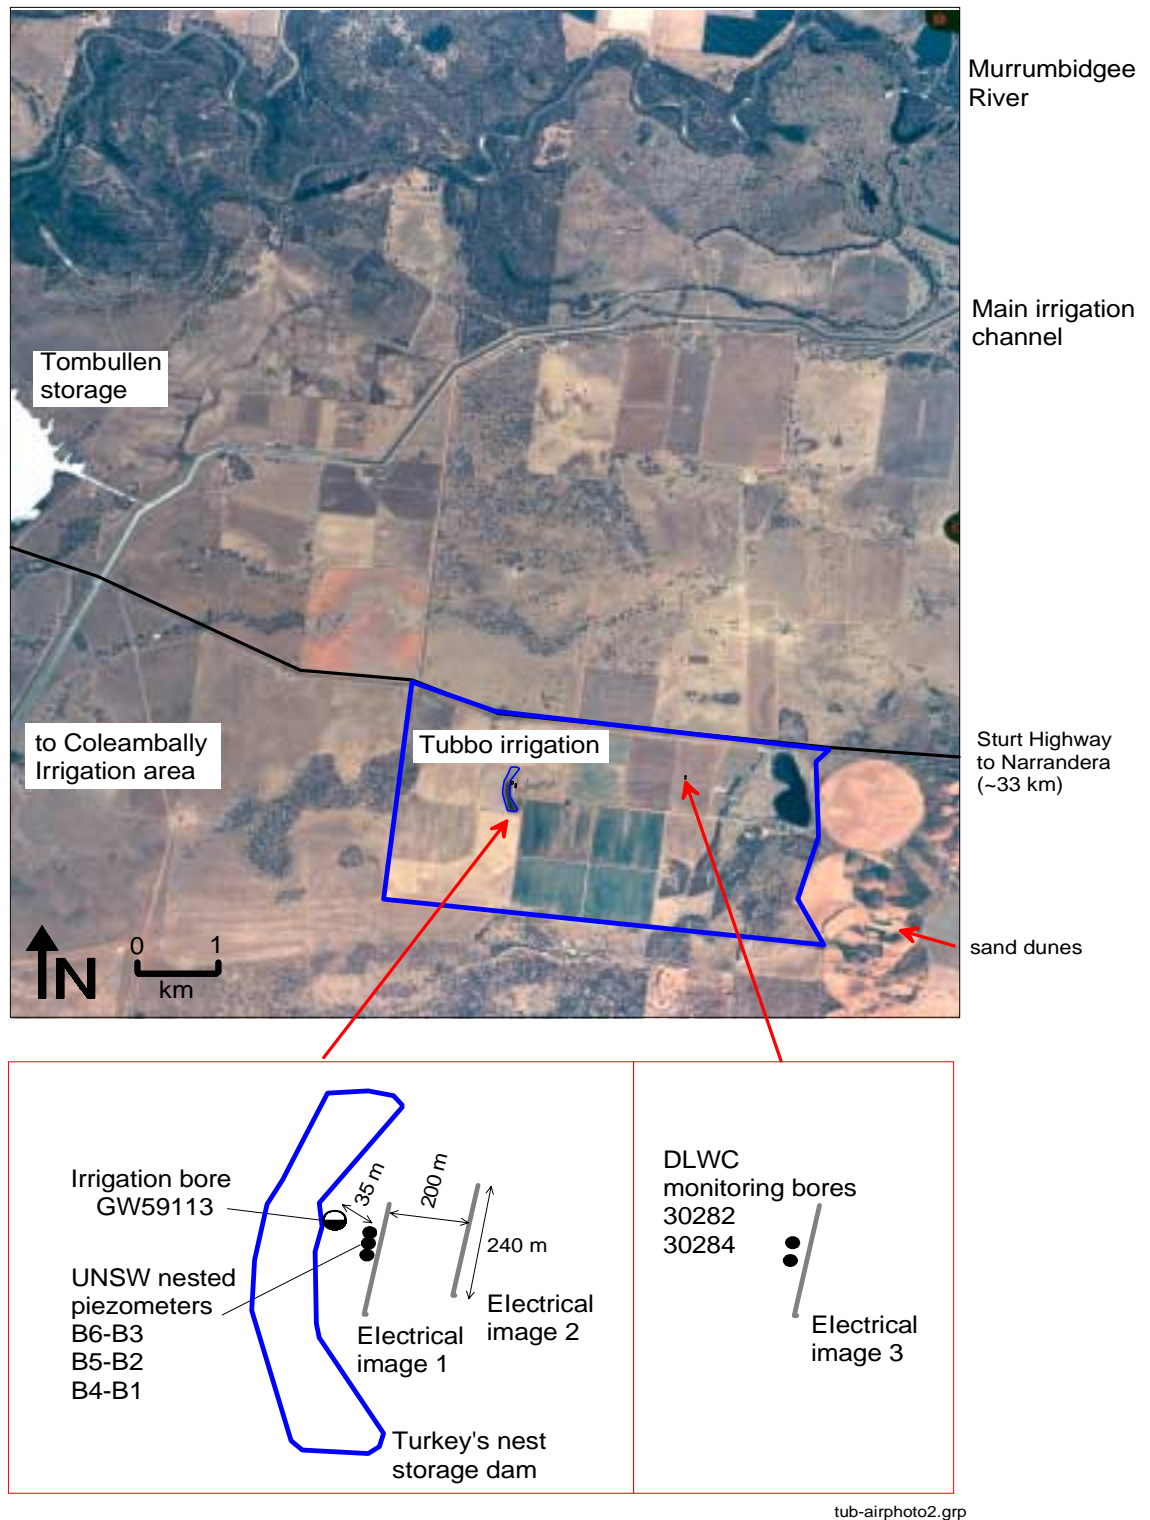 Murrumbidgee
River
Main irrigation
channel
Tombullen
storage
to Coleambally
Irrigation area
Tubbo irrigation
Sturt Highway
to Narrandera
(~33 km)
sand dunes
N
0 1
km
Irrigation bore
GW59113
35 m
200 m
240 m
UNSW nested
piezometers
B6-B3
B5-B2
B4-B1
Electrical
image 1
Electrical
image 2
Turkey's nest
storage dam
DLWC
monitoring bores
30282
30284
Electrical
image 3
tub-airphoto2.grp